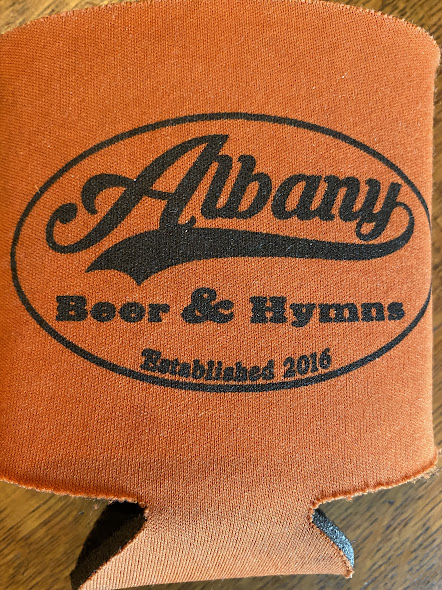 Albany
Beer & Hymns
Established 2016